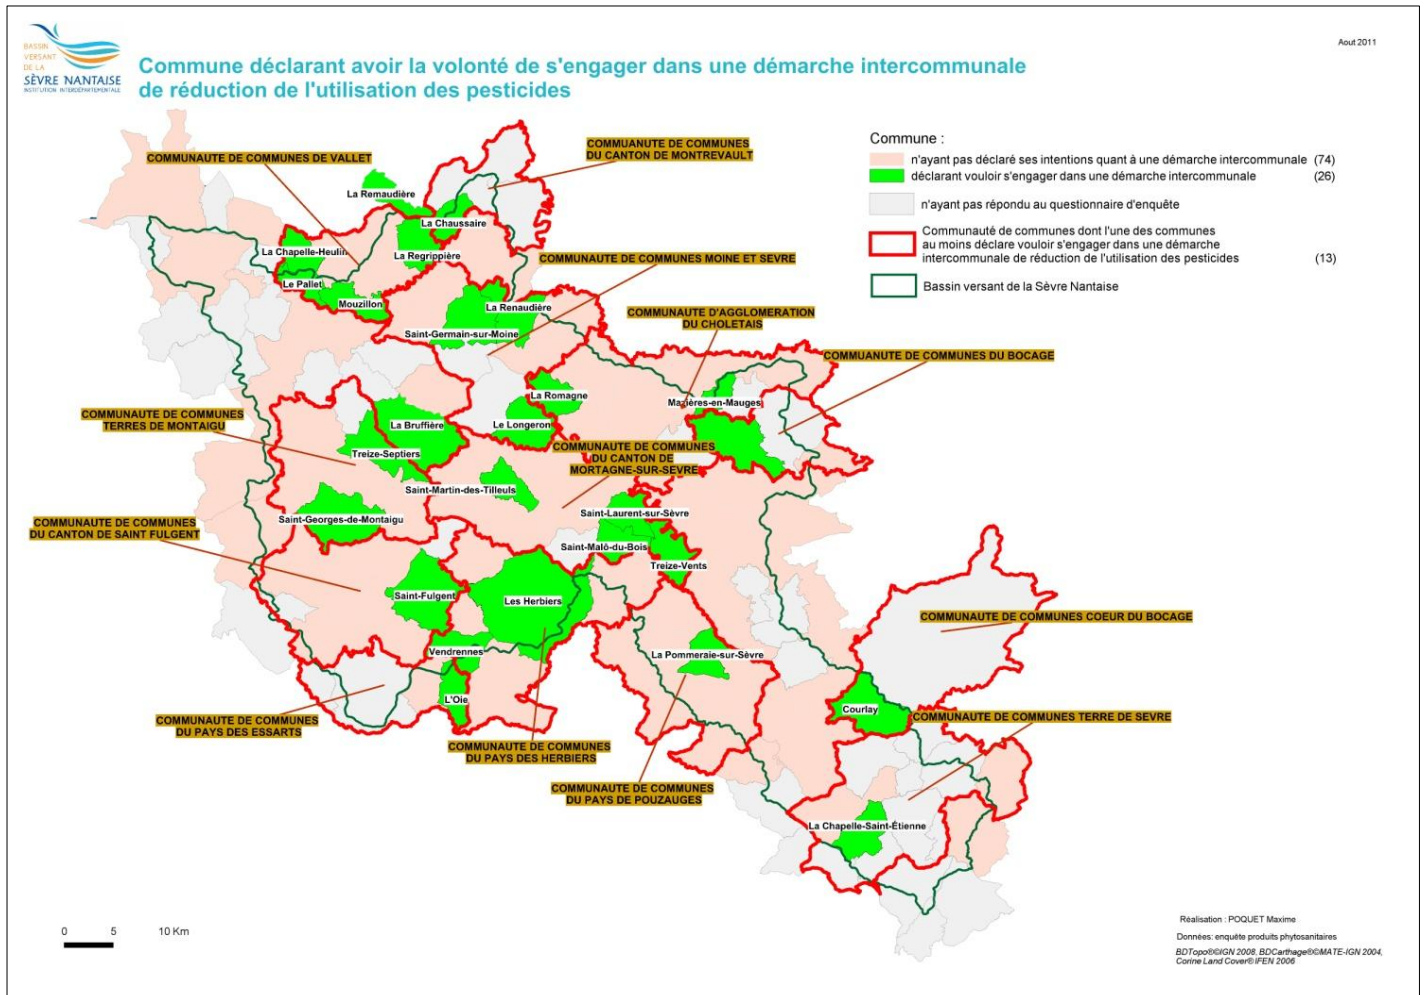 BASSIN
VERSANT
DE LA
SÈVRE NANTAISE
INSTITUTION INTERDÉPARTEMENTALE
Aout 2011
Commune déclarant avoir la volonté de s'engager dans une démarche intercommunale
de réduction de l'utilisation des pesticides
Commune :
n'ayant pas déclaré ses intentions quant à une démarche intercommunale (74)
déclarant vouloir s'engager dans une démarche intercommunale (26)
n'ayant pas répondu au questionnaire d'enquête
Communauté de communes dont l'une des communes
au moins déclare vouloir s'engager dans une démarche
intercommunale de réduction de l'utilisation des pesticides (13)
Bassin versant de la Sèvre Nantaise
COMMUNAUTE DE COMMUNES DE VALLET
COMMUANUTE DE COMMUNES
DU CANTON DE MONTREVAULT
La Remaudière
La Chaussaire
La Chapelle-Heulin
La Regrippière
COMMUNAUTE DE COMMUNES MOINE ET SEVRE
Le Pallet
Mouzillon
La Renaudière
Saint-Germain-sur-Moine
COMMUNAUTE D'AGGLOMERATION
DU CHOLETAIS
COMMUANUTE DE COMMUNES DU BOCAGE
La Romagne
Mazières-en-Mauges
COMMUNAUTE DE COMMUNES
TERRES DE MONTAIGU
La Bruffière
Le Longeron
Treize-Septiers
COMMUNAUTE DE COMMUNES
DU CANTON DE
MORTAGNE-SUR-SEVRE
Saint-Martin-des-Tilleuls
Saint-Georges-de-Montaigu
Saint-Laurent-sur-Sèvre
COMMUNAUTE DE COMMUNES
DU CANTON DE SAINT FULGENT
Saint-Malô-du-Bois
Treize-Vents
Saint-Fulgent
Les Herbiers
COMMUNAUTE DE COMMUNES COEUR DU BOCAGE
Vendrennes
La Pommeraie-sur-Sèvre
L'Oie
Courlay
COMMUNAUTE DE COMMUNES TERRE DE SEVRE
COMMUNAUTE DE COMMUNES
DU PAYS DES ESSARTS
COMMUNAUTE DE COMMUNES
DU PAYS DES HERBIERS
COMMUNAUTE DE COMMUNES
DU PAYS DE POUZAUGES
La Chapelle-Saint-Étienne
0 5 10 Km
Réalisation : POQUET Maxime
Données: enquête produits phytosanitaires
BDTopo®©IGN 2008, BDCarthage®©MATE-IGN 2004,
Corine Land Cover® IFEN 2006